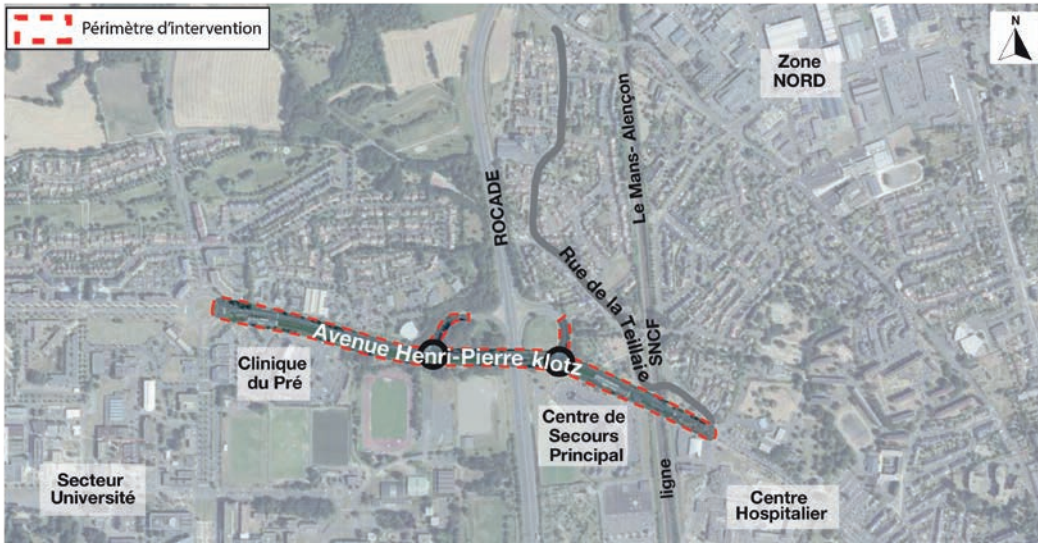 Périmètre d'intervention
N
Zone
NORD
Le Mans- Alençon
ROCADE
Rue de la Teillaie
SNCF
Avenue Henri-Pierre klotz
Clinique
du Pré
Centre de
Secours
Principal
Secteur
Université
ligne
Centre
Hospitalier